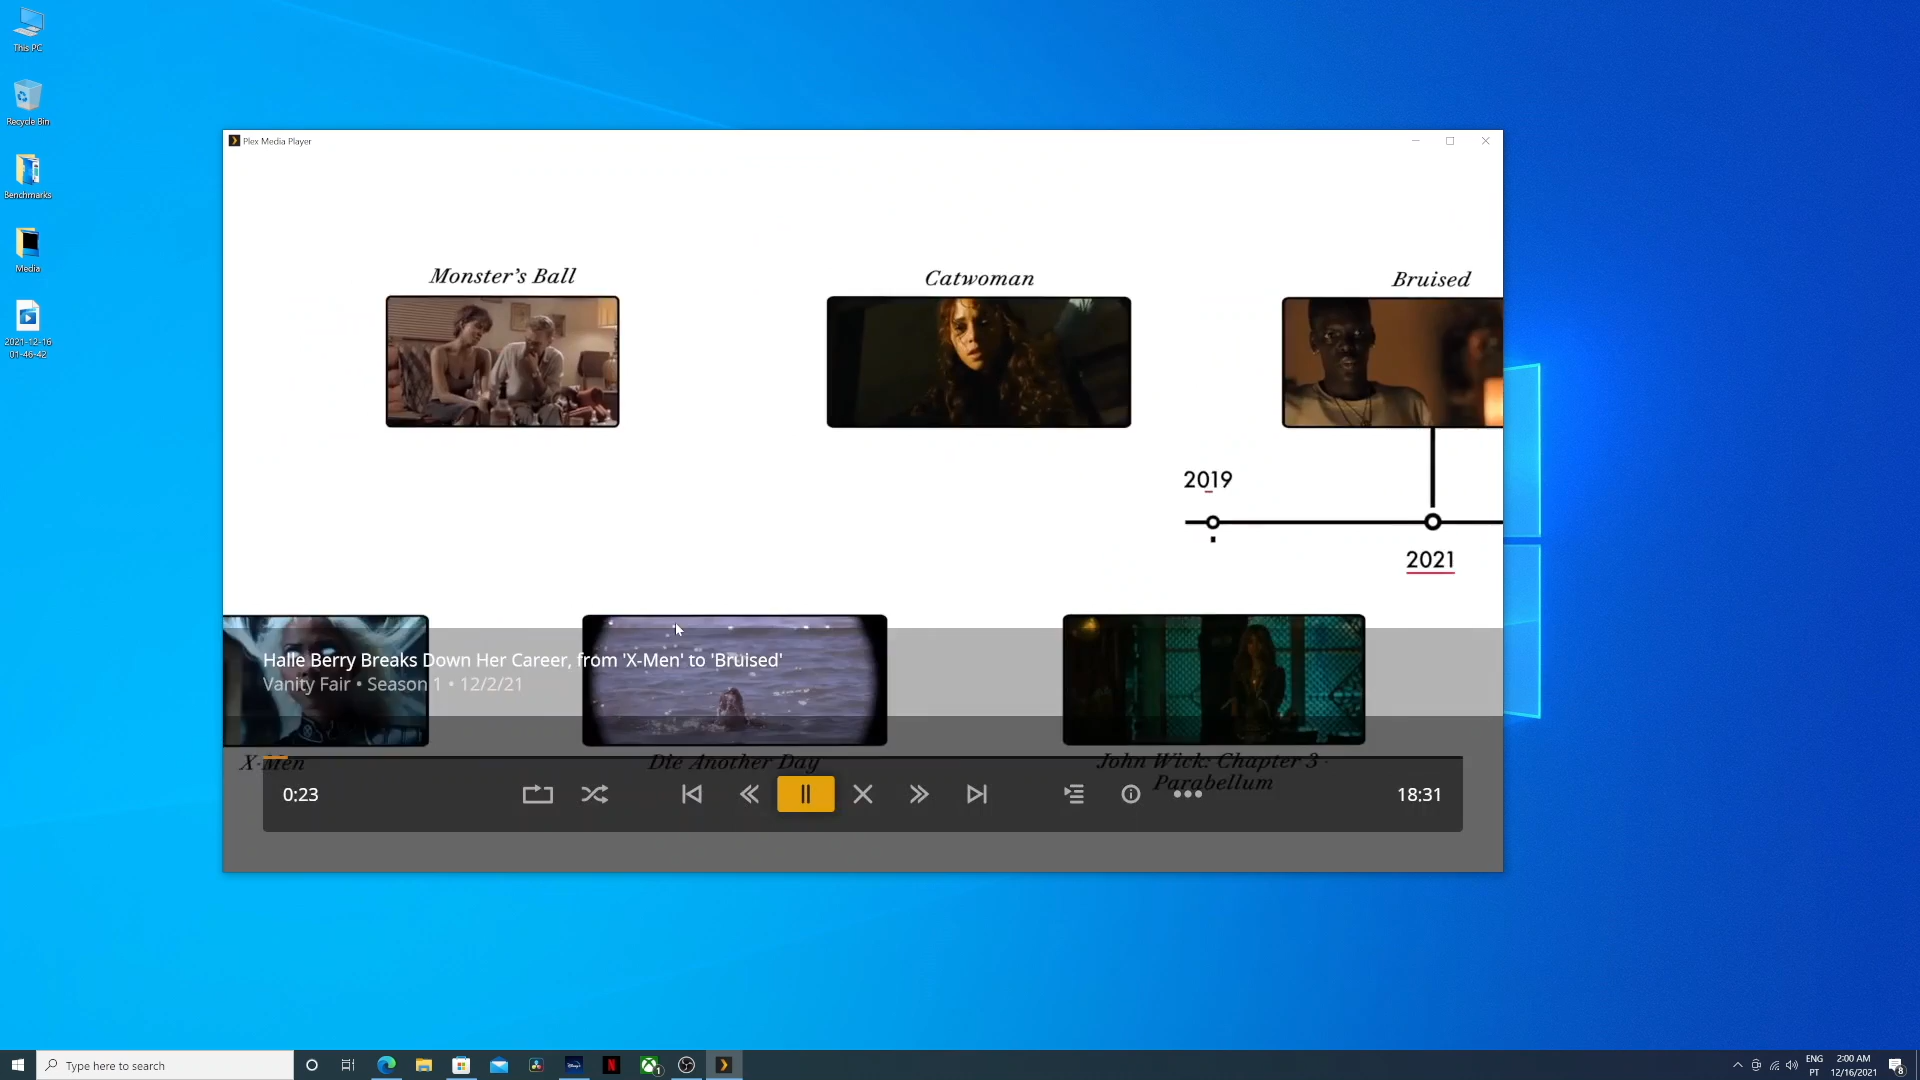 This PC
Recycle Bin
Benchmarks
Media
2021-12-16
01-46-42
Plex Media Player
Monster's Ball
Catwoman
Bruised
2019
2021
Halle Berry Breaks Down Her Career, from 'X-Men' to 'Bruised'
Vanity Fair • Season 1 • 12/2/21
X-Men
Die Another Day
John Wick: Chapter 3 -
Parabellum
0:23
18:31
Type here to search
ENG
PT
2:00 AM
12/16/2021
1
8